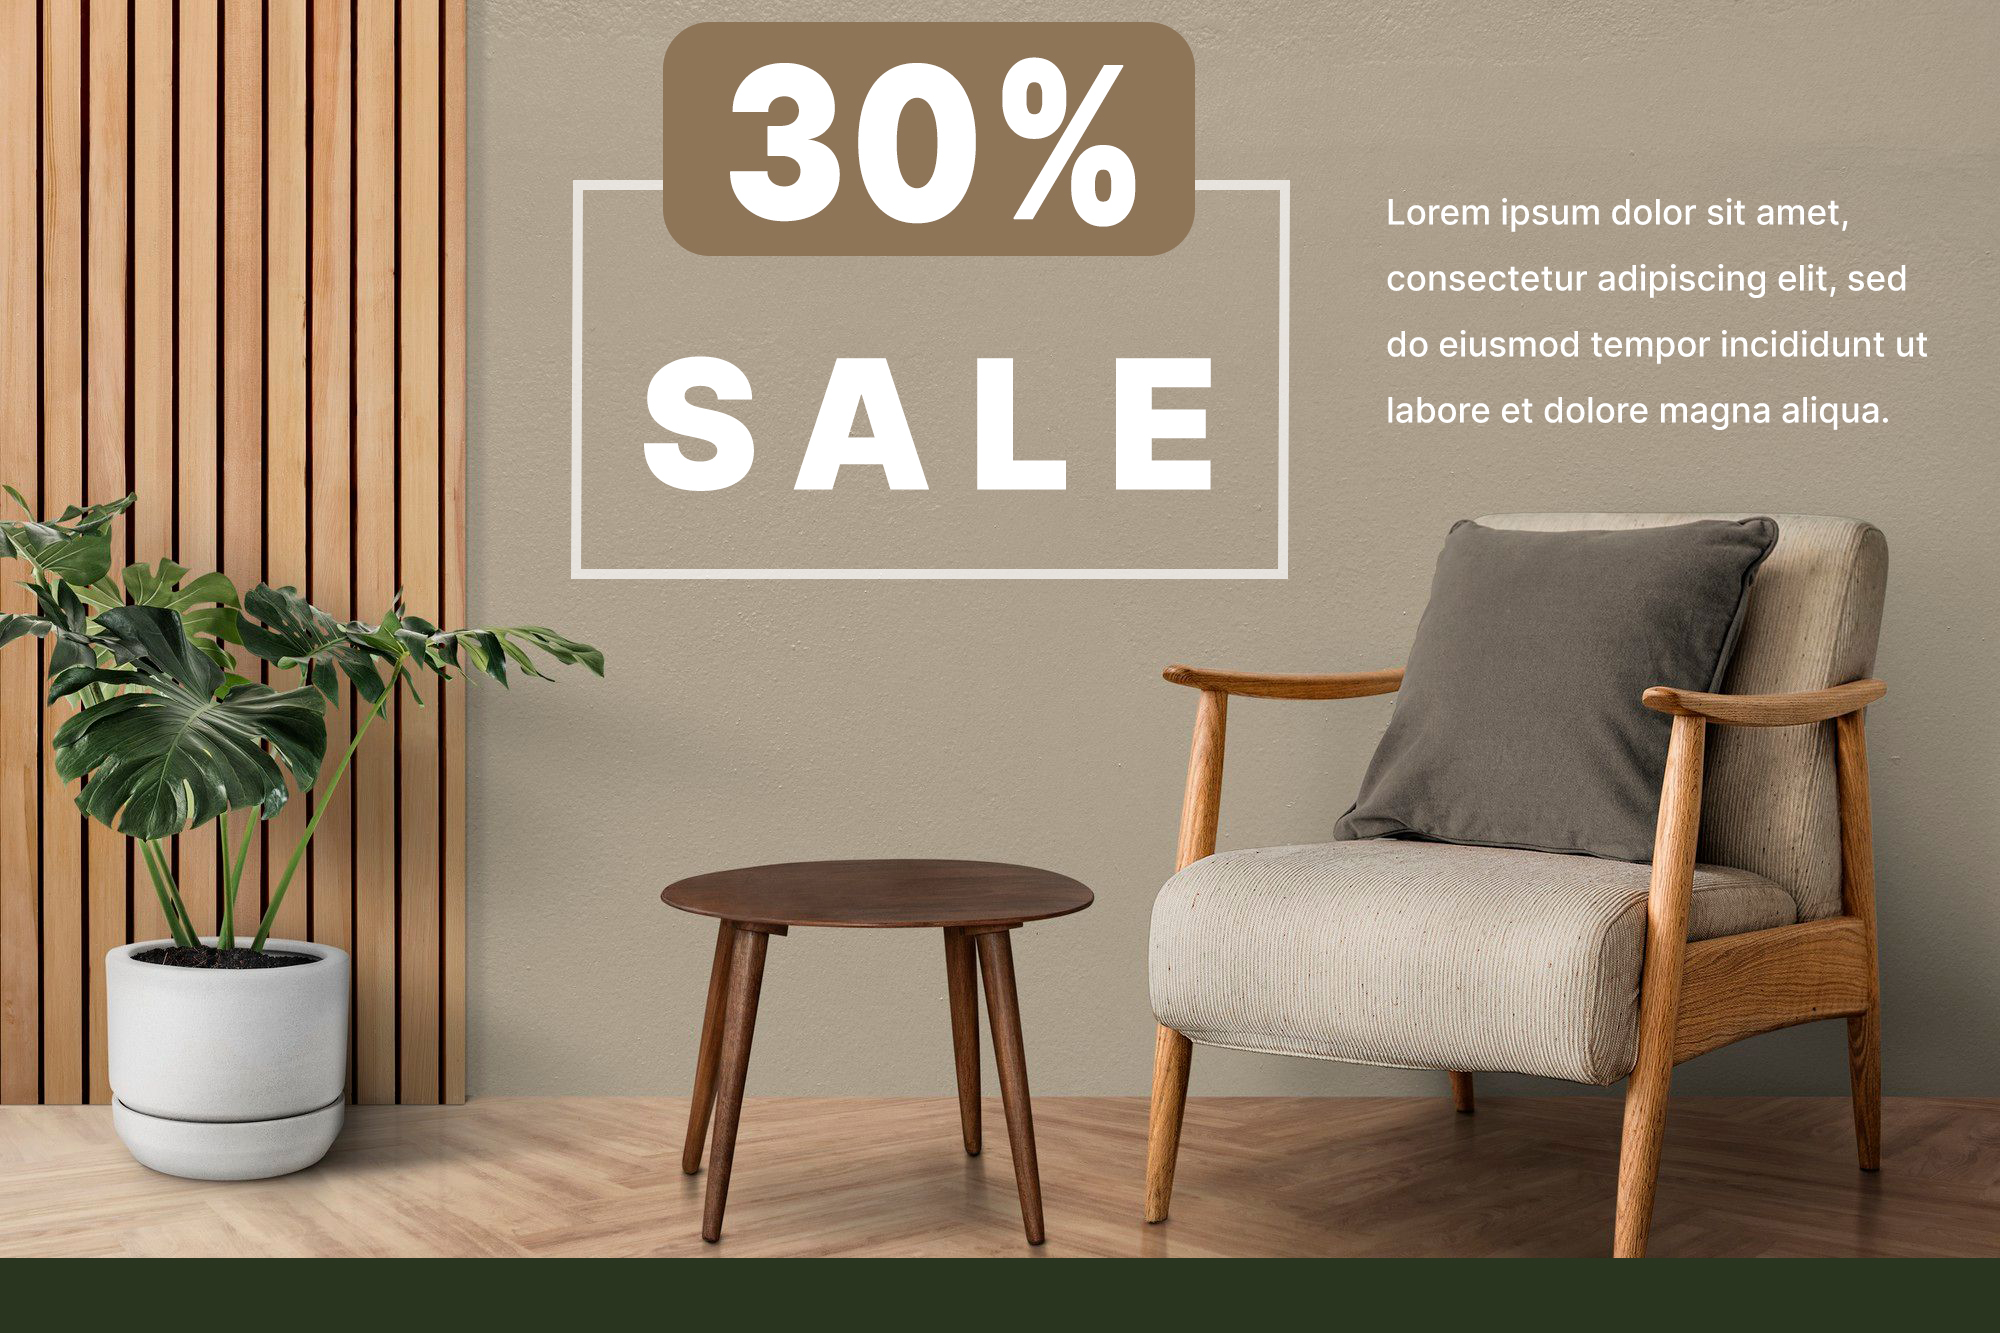 30%
SALE
Lorem ipsum dolor sit amet,
consectetur adipiscing elit, sed
do eiusmod tempor incididunt ut
labore et dolore magna aliqua.